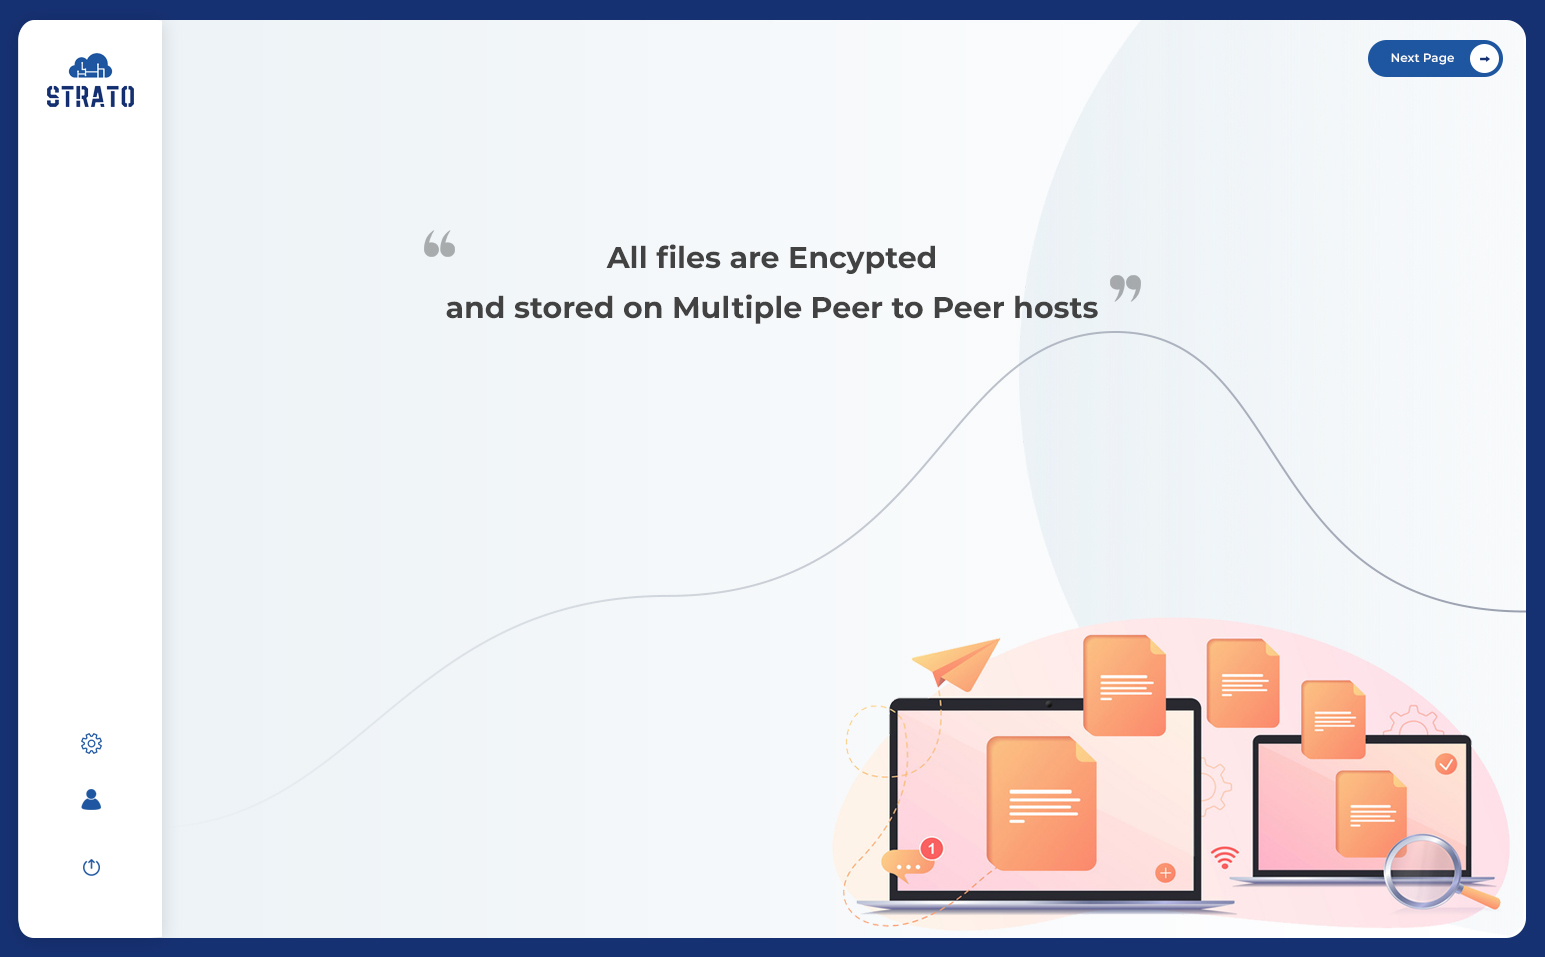 STRATO
Next Page
“ All files are Encypted
and stored on Multiple Peer to Peer hosts ”
1